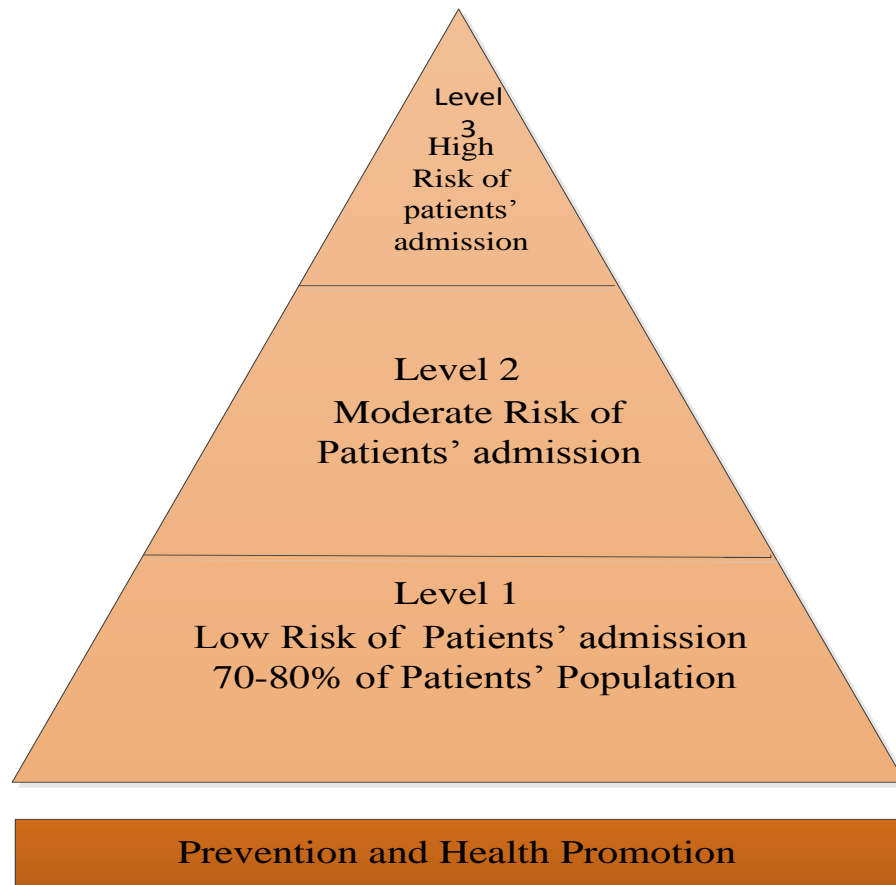 Level
3
High
Risk of
patients’
admission
Level 2
Moderate Risk of
Patients’ admission
Level 1
Low Risk of Patients’ admission
70-80% of Patients’ Population
Prevention and Health Promotion